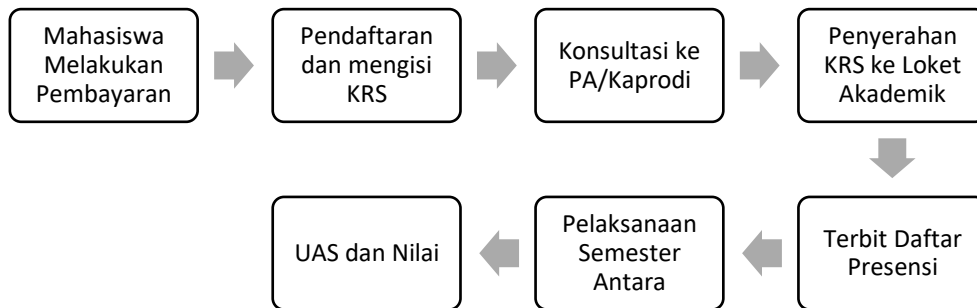 Mahasiswa
Melakukan
Pembayaran
Pendaftaran
dan mengisi
KRS
Konsultasi ke
PA/Kaprodi
Penyerahan
KRS ke Loket
Akademik
Terbit Daftar
Presensi
Pelaksanaan
Semester
Antara
UAS dan Nilai